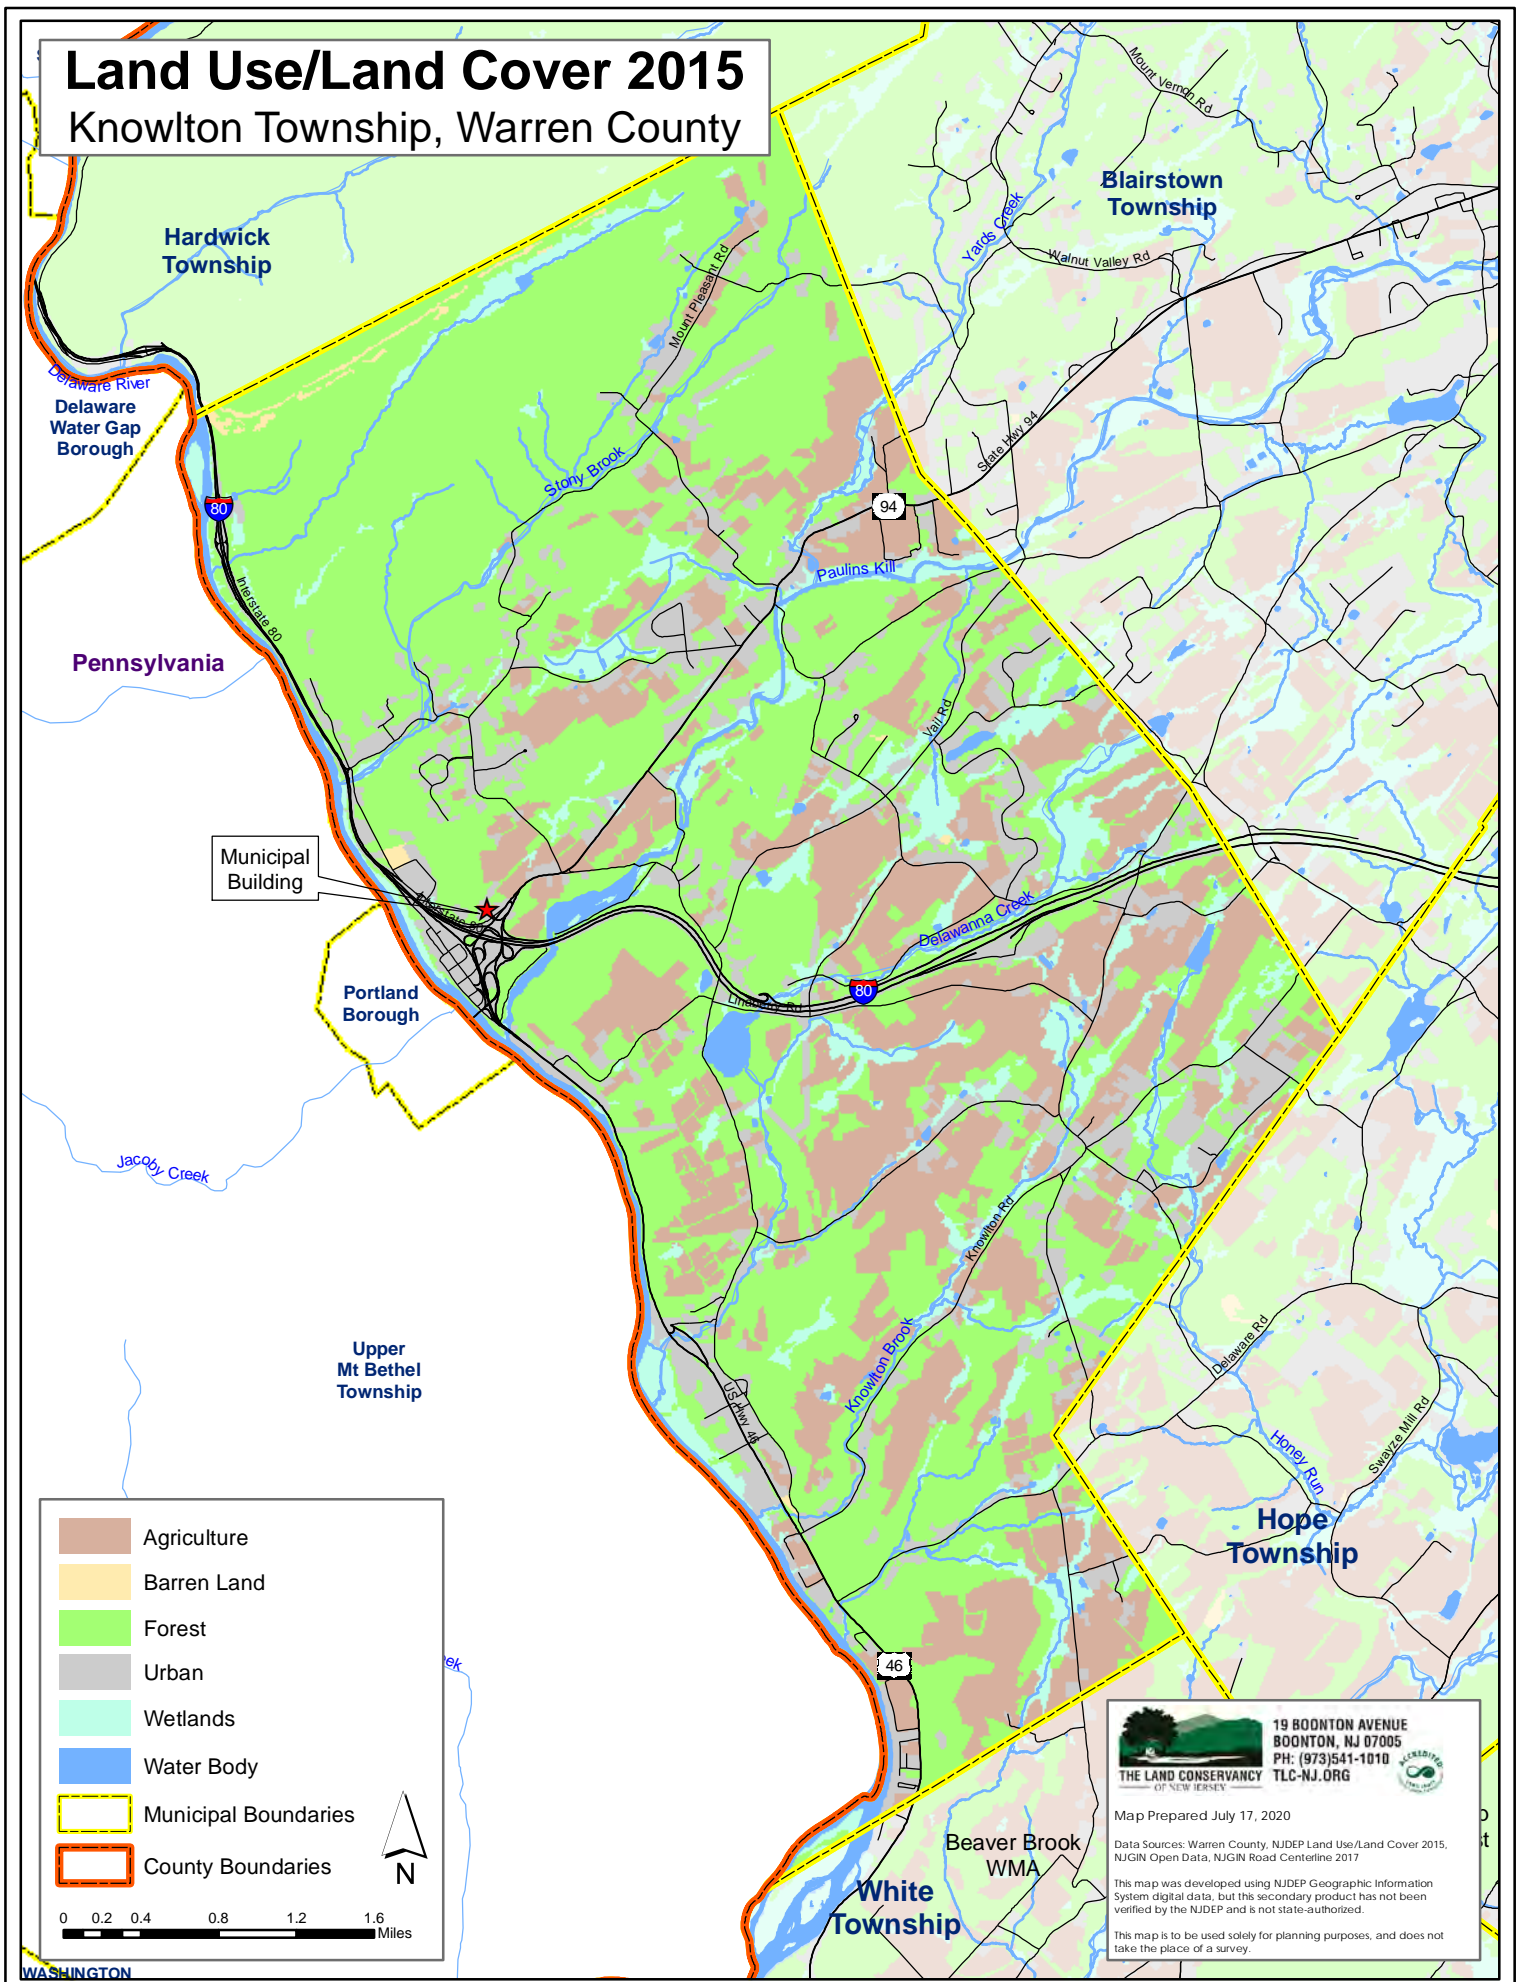 Land Use/Land Cover 2015
Knowlton Township, Warren County
Hardwick
Township
Blairstown
Township
Mount Vernon Rd
Yards Creek
Walnut Valley Rd
Mount Pleasant Rd
Delaware River
Delaware
Water Gap
Borough
State Hwy 94
Stony Brook
80
94
Paulins Kill
Interstate 80
Pennsylvania
Vail Rd
Municipal
Building
Interstate 80
Delawanna Creek
80
Portland
Borough
Linaberry Rd
Jacoby Creek
Knowlton Rd
Upper
Mt Bethel
Township
Knowlton Brook
Delaware Rd
US Hwy 46
Swayze Mill Rd
Honey Run
Hope
Township
46
Agriculture
Barren Land
Forest
Urban
Wetlands
Water Body
Municipal Boundaries
County Boundaries
N
0 0.2 0.4 0.8 1.2 1.6
Miles
eek
WASHINGTON
Beaver Brook
WMA
White
Township
THE LAND CONSERVANCY
OF NEW JERSEY
19 BOONTON AVENUE
BOONTON, NJ 07005
PH: (973)541-1010
TLC-NJ.ORG
ACCREDITED
Map Prepared July 17, 2020
Data Sources: Warren County, NJDEP Land Use/Land Cover 2015,
NJGIN Open Data, NJGIN Road Centerline 2017
This map was developed using NJDEP Geographic Information
System digital data, but this secondary product has not been
verified by the NJDEP and is not state-authorized.
This map is to be used solely for planning purposes, and does not
take the place of a survey.